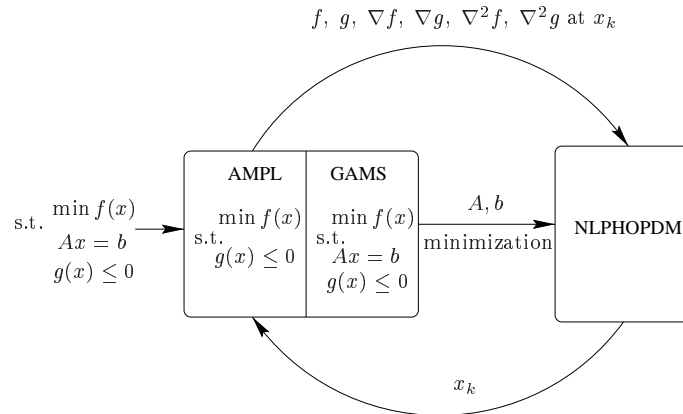 f, g, ∇f, ∇g, ∇²f, ∇²g at x_k
AMPL
GAMS
min f(x)
s.t.
Ax = b
g(x) ≤ 0
min f(x)
s.t.
g(x) ≤ 0
min f(x)
s.t.
Ax = b
g(x) ≤ 0
A, b
minimization
NLPHOPDM
x_k